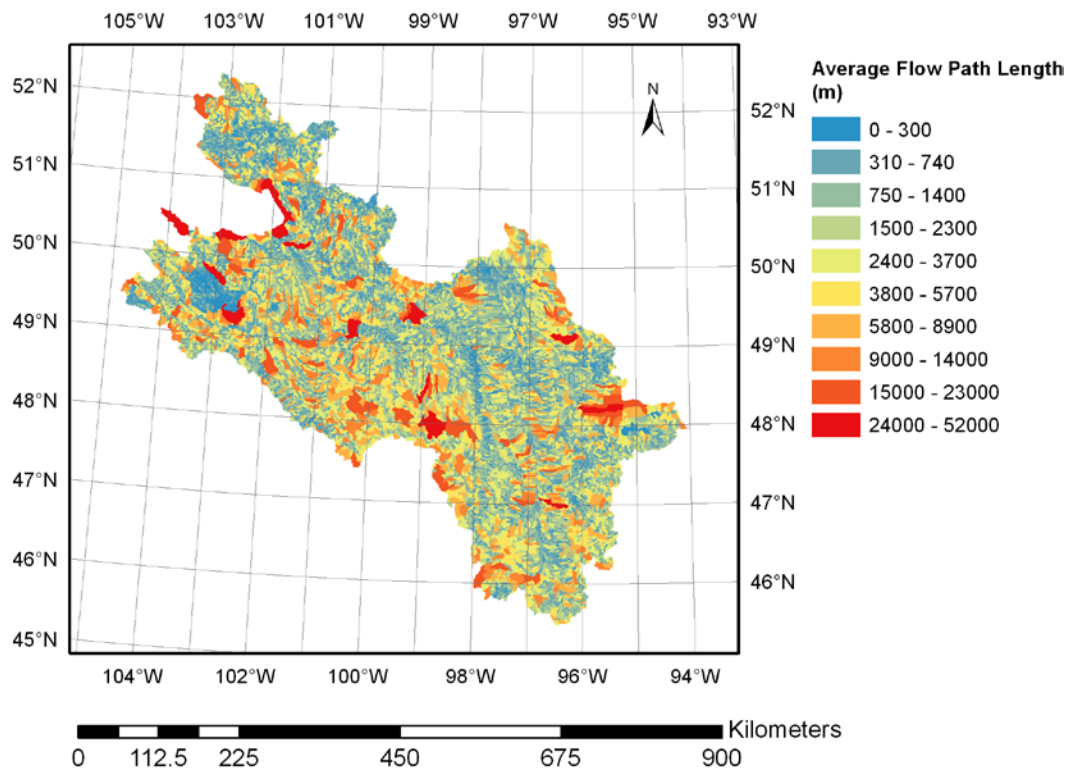 105°W 103°W 101°W 99°W 97°W 95°W 93°W
52°N
51°N
50°N
49°N
48°N
47°N
46°N
45°N
N
52°N
51°N
50°N
49°N
48°N
47°N
46°N
104°W 102°W 100°W 98°W 96°W 94°W
Average Flow Path Length
(m)
0 - 300
310 - 740
750 - 1400
1500 - 2300
2400 - 3700
3800 - 5700
5800 - 8900
9000 - 14000
15000 - 23000
24000 - 52000
Kilometers
0 112.5 225 450 675 900